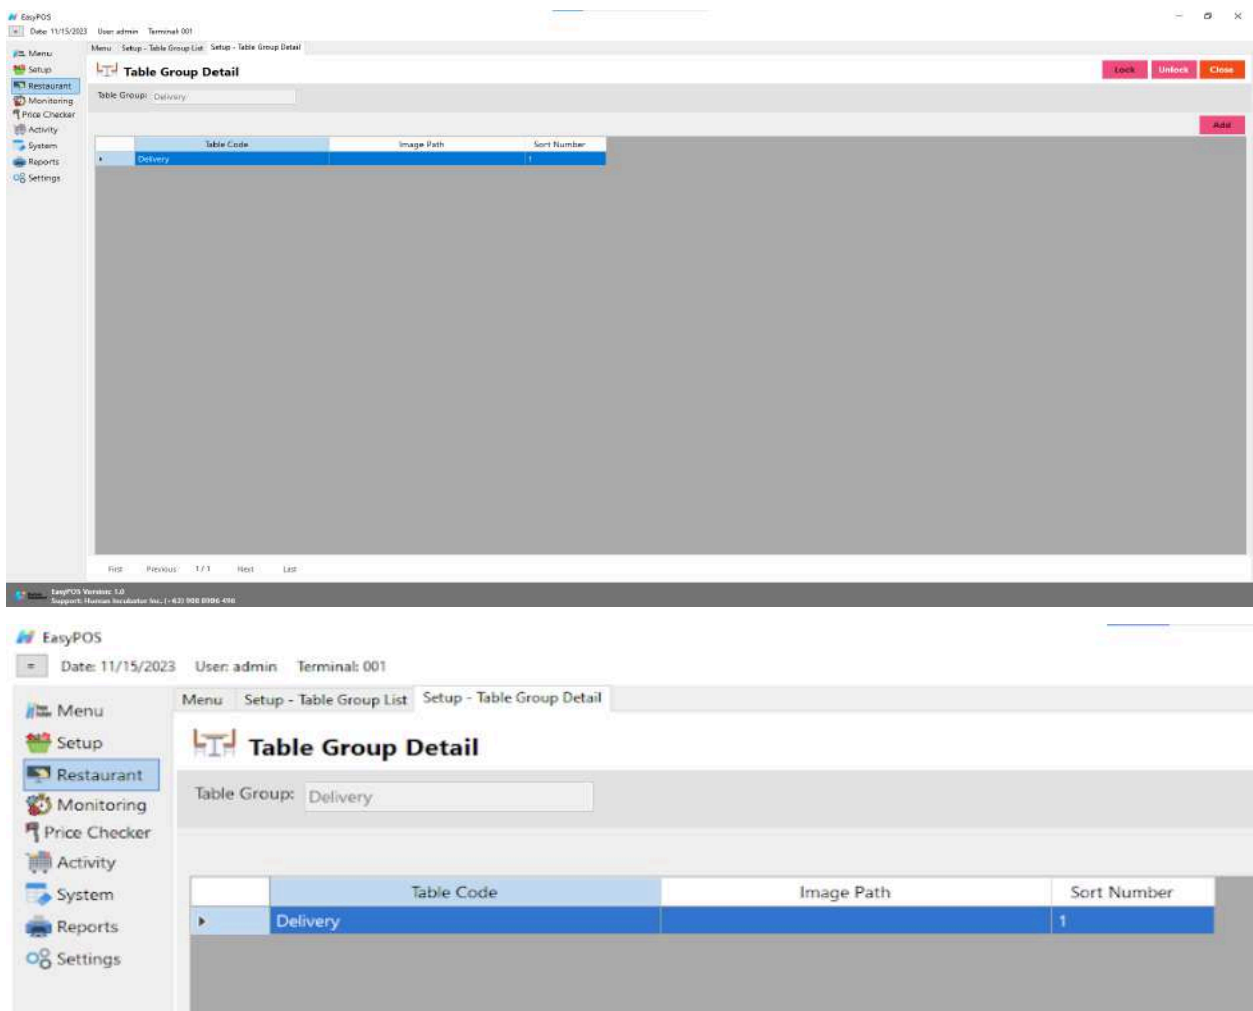 EasyPOS
= Date: 11/15/2023 User: admin Terminal: 001
Menu Setup - Table Group List Setup - Table Group Detail
Menu
Setup
Restaurant
Monitoring
Price Checker
Activity
System
Reports
Settings
Table Group Detail
Lock Unlock Close
Table Group: Delivery
Add
Table Code Image Path Sort Number
Delivery 1
First Previous 1 / 1 Next Last
EasyPOS Version: 1.0
Support: Human Incubator Inc.
EasyPOS
= Date: 11/15/2023 User: admin Terminal: 001
Menu Setup - Table Group List Setup - Table Group Detail
Menu
Setup
Restaurant
Monitoring
Price Checker
Activity
System
Reports
Settings
Table Group Detail
Table Group: Delivery
Table Code Image Path Sort Number
Delivery 1